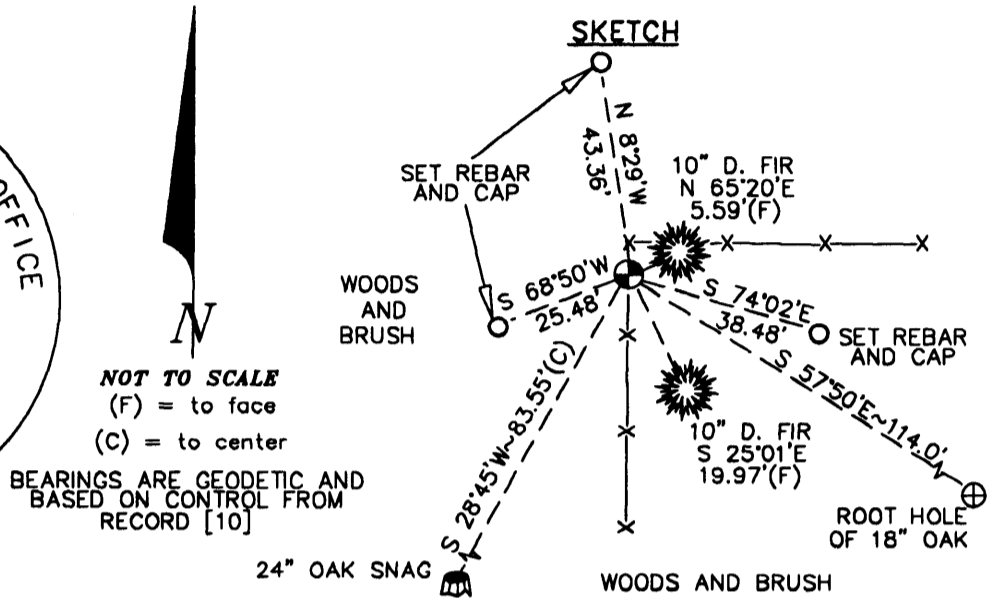 SKETCH
OFFICE
N 8°29'W
43.36'
SET REBAR
AND CAP
10" D. FIR
N 65°20'E
5.59'(F)
WOODS
AND
BRUSH
S 68°50'W
25.48'
S 74°02'E
38.48'
SET REBAR
AND CAP
N
NOT TO SCALE
(F) = to face
(C) = to center
BEARINGS ARE GEODETIC AND
BASED ON CONTROL FROM
RECORD [10]
S 28°45'W~83.55'(C)
S 57°50'E~114.0'
10" D. FIR
S 25°01'E
19.97'(F)
ROOT HOLE
OF 18" OAK
24" OAK SNAG
WOODS AND BRUSH